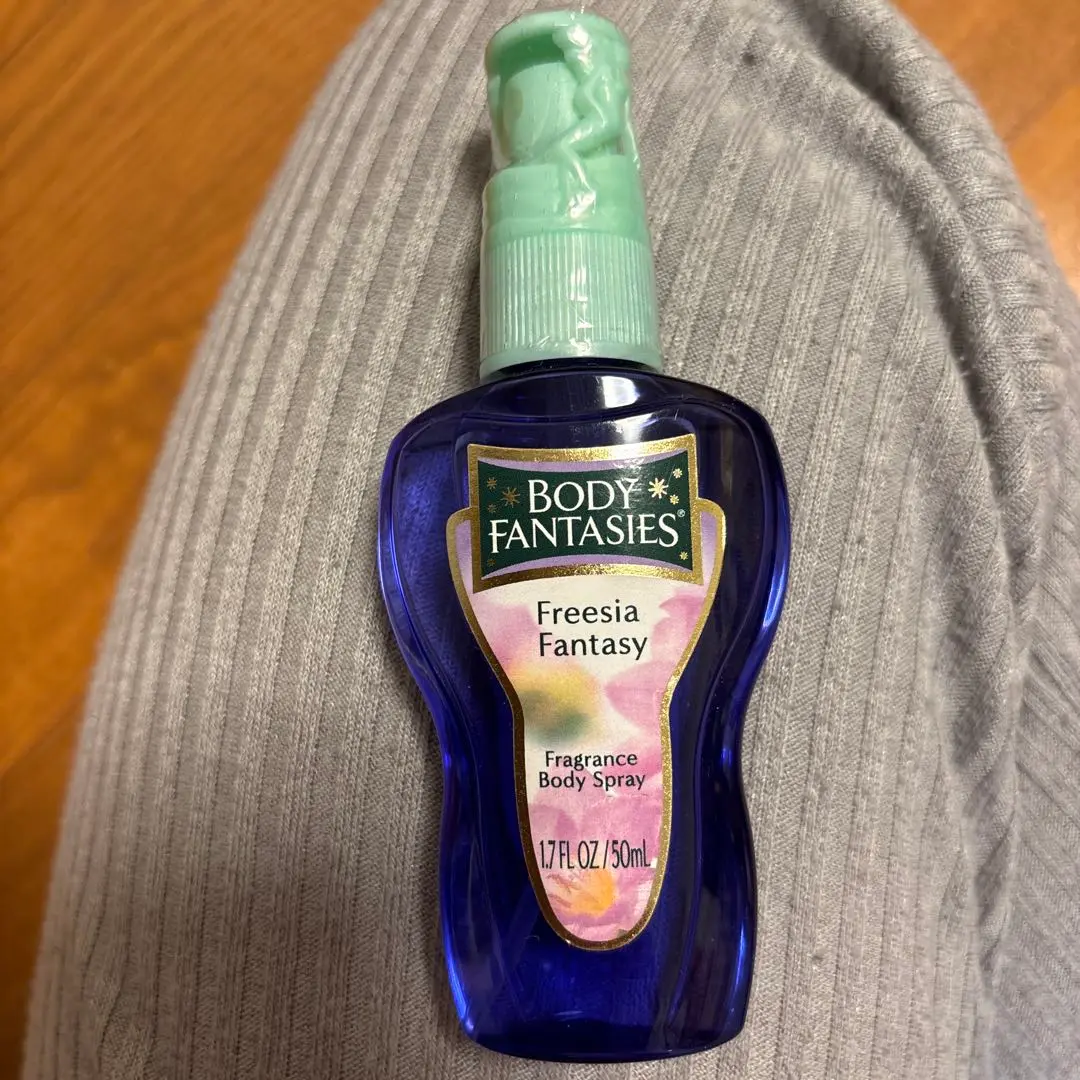 BODY
FANTASIES®
Freesia
Fantasy
Fragrance
Body Spray
1.7 FL OZ / 50mL